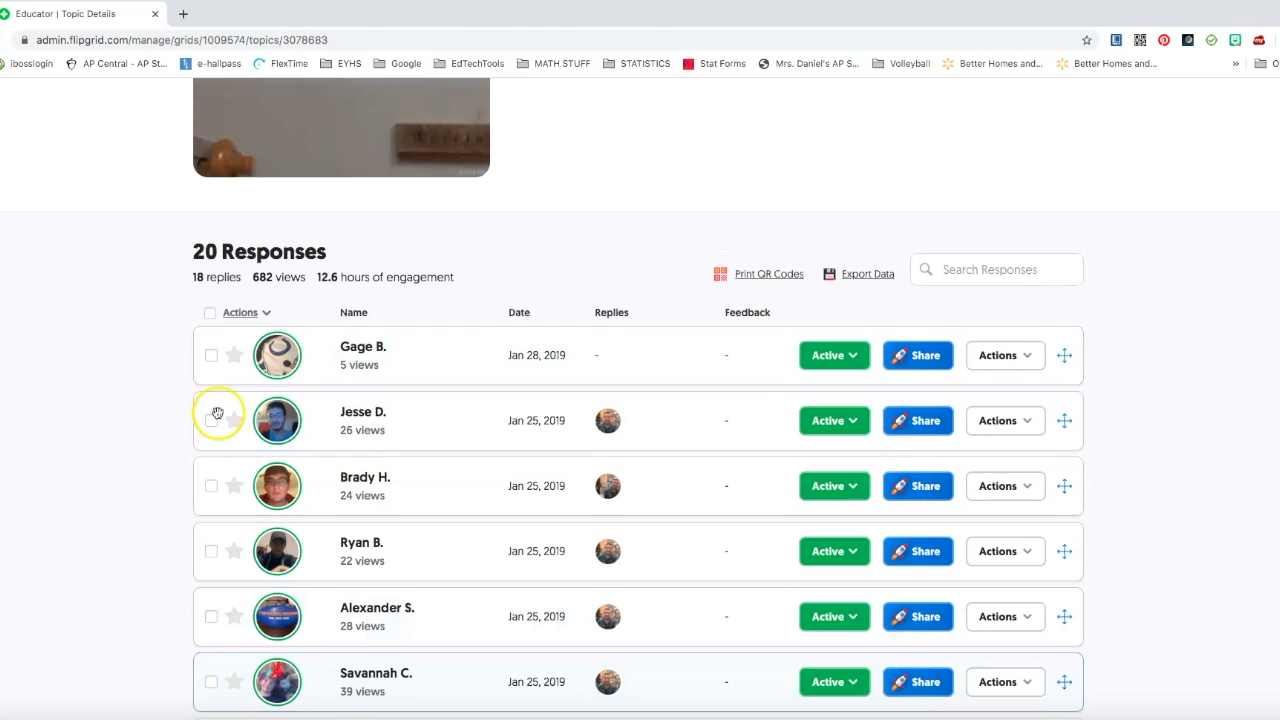 Educator | Topic Details
admin.flipgrid.com/manage/grids/1009574/topics/3078683
ibosslogin AP Central - AP St... e-hallpass FlexTime EYHS Google EdTechTools MATH STUFF STATISTICS Stat Forms Mrs. Daniel's AP S... Volleyball Better Homes and... Better Homes and... » O
20 Responses
18 replies 682 views 12.6 hours of engagement
Print QR Codes Export Data Search Responses
Actions Name Date Replies Feedback
Gage B.
5 views
Jan 28, 2019 - - Active Share Actions
Jesse D.
26 views
Jan 25, 2019 - Active Share Actions
Brady H.
24 views
Jan 25, 2019 - Active Share Actions
Ryan B.
22 views
Jan 25, 2019 - Active Share Actions
Alexander S.
28 views
Jan 25, 2019 - Active Share Actions
Savannah C.
39 views
Jan 25, 2019 - Active Share Actions